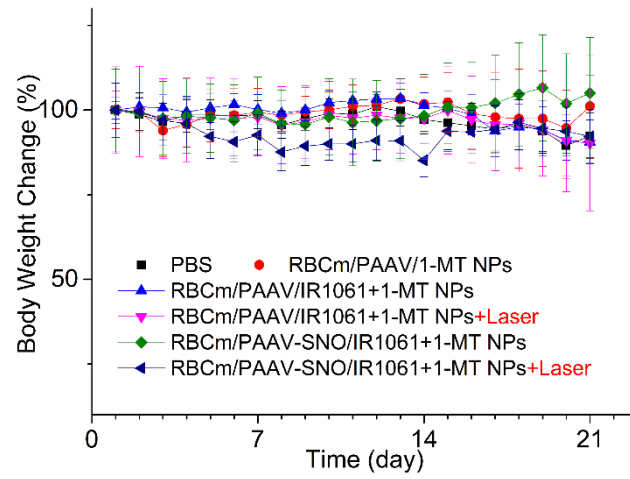 100
50
Body Weight Change (%)
PBS RBCm/PAAV/1-MT NPs
RBCm/PAAV/IR1061+1-MT NPs
RBCm/PAAV/IR1061+1-MT NPs+Laser
RBCm/PAAV-SNO/IR1061+1-MT NPs
RBCm/PAAV-SNO/IR1061+1-MT NPs+Laser
0 7 14 21
Time (day)